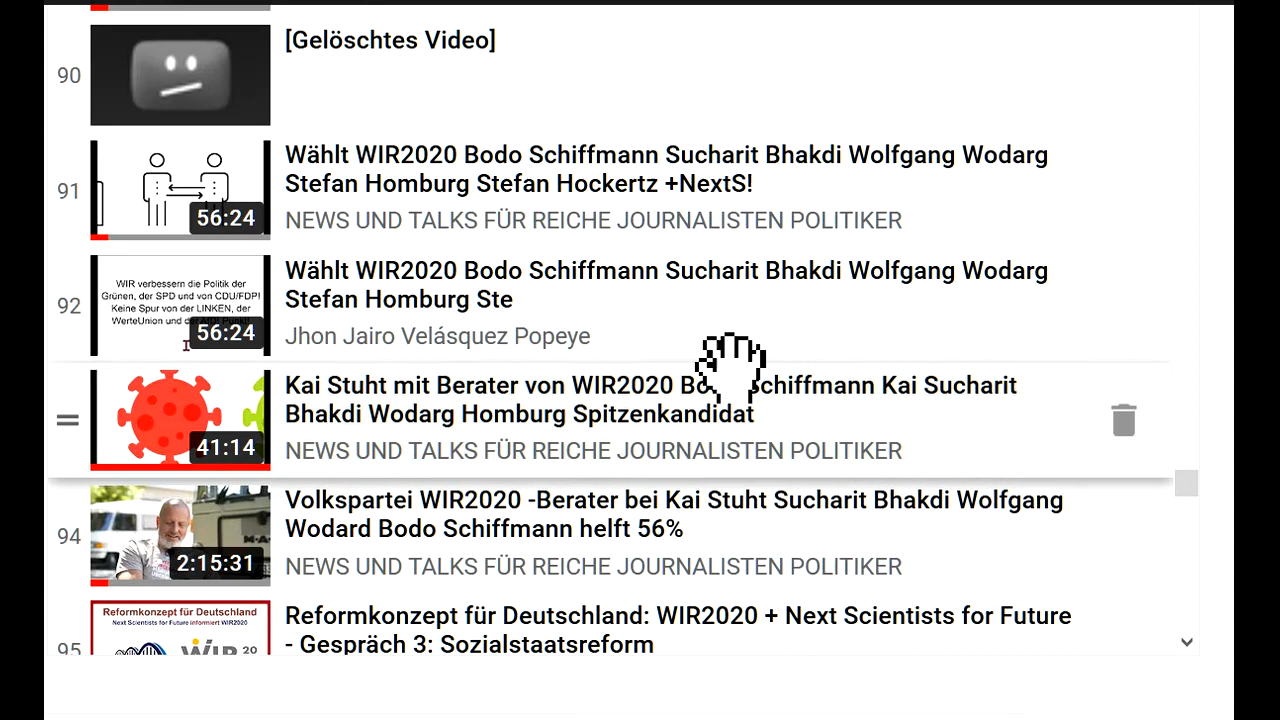 90
[Gelöschtes Video]
91
56:24
Wählt WIR2020 Bodo Schiffmann Sucharit Bhakdi Wolfgang Wodarg
Stefan Homburg Stefan Hockertz +NextS!
NEWS UND TALKS FÜR REICHE JOURNALISTEN POLITIKER
92
WIR verbessern die Politik der
Grünen, der SPD und von CDU/FDP!
Keine Spur von der LINKEN, der
WerteUnion und
56:24
Wählt WIR2020 Bodo Schiffmann Sucharit Bhakdi Wolfgang Wodarg
Stefan Homburg Ste
Jhon Jairo Velásquez Popeye
41:14
Kai Stuht mit Berater von WIR2020 Bo chiffmann Kai Sucharit
Bhakdi Wodarg Homburg Spitzenkandidat
NEWS UND TALKS FÜR REICHE JOURNALISTEN POLITIKER
94
2:15:31
Volkspartei WIR2020 -Berater bei Kai Stuht Sucharit Bhakdi Wolfgang
Wodard Bodo Schiffmann helft 56%
NEWS UND TALKS FÜR REICHE JOURNALISTEN POLITIKER
95
Reformkonzept für Deutschland
Next Scientists for Future informiert WIR2020
WIR 20
Reformkonzept für Deutschland: WIR2020 + Next Scientists for Future
- Gespräch 3: Sozialstaatsreform